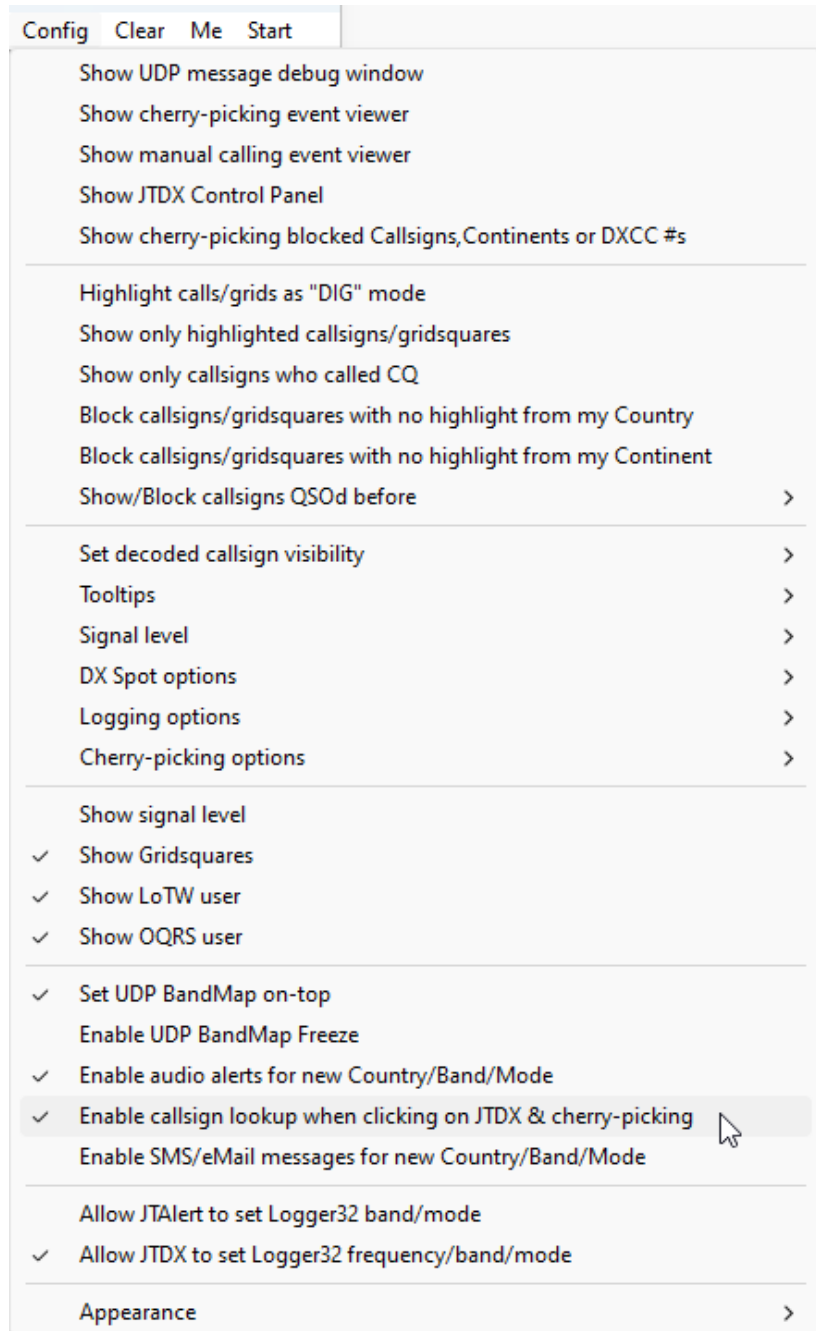 Config Clear Me Start
Show UDP message debug window
Show cherry-picking event viewer
Show manual calling event viewer
Show JTDX Control Panel
Show cherry-picking blocked Callsigns,Continents or DXCC #s
Highlight calls/grids as "DIG" mode
Show only highlighted callsigns/gridsquares
Show only callsigns who called CQ
Block callsigns/gridsquares with no highlight from my Country
Block callsigns/gridsquares with no highlight from my Continent
Show/Block callsigns QSOd before
Set decoded callsign visibility
Tooltips
Signal level
DX Spot options
Logging options
Cherry-picking options
Show signal level
Show Gridsquares
Show LoTW user
Show OQRS user
Set UDP BandMap on-top
Enable UDP BandMap Freeze
Enable audio alerts for new Country/Band/Mode
Enable callsign lookup when clicking on JTDX & cherry-picking
Enable SMS/eMail messages for new Country/Band/Mode
Allow JTAlert to set Logger32 band/mode
Allow JTDX to set Logger32 frequency/band/mode
Appearance